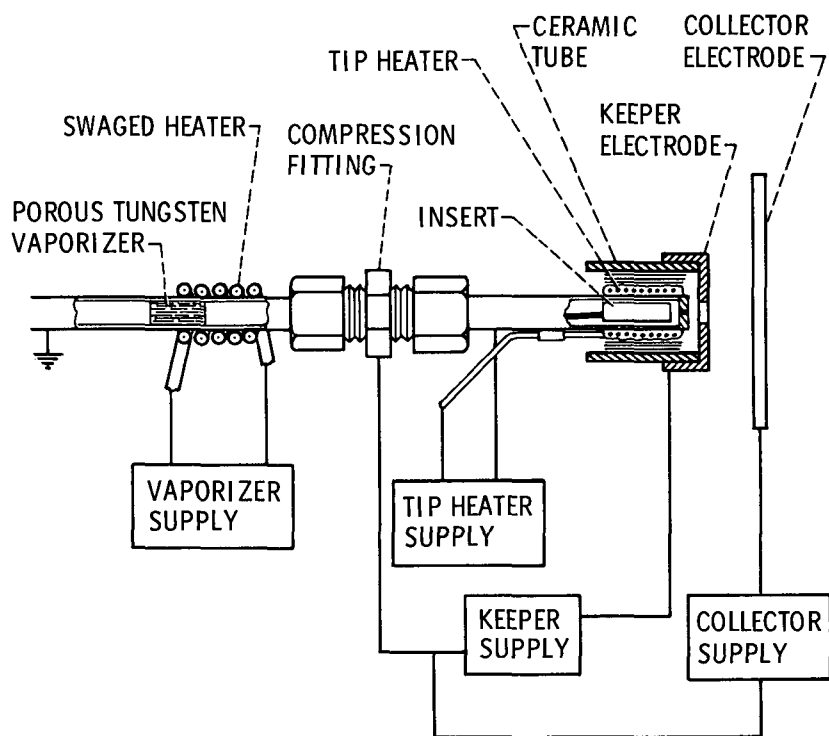 CERAMIC
TUBE
COLLECTOR
ELECTRODE
TIP HEATER
KEEPER
ELECTRODE
SWAGED HEATER
COMPRESSION
FITTING
POROUS TUNGSTEN
VAPORIZER
INSERT
VAPORIZER
SUPPLY
TIP HEATER
SUPPLY
KEEPER
SUPPLY
COLLECTOR
SUPPLY